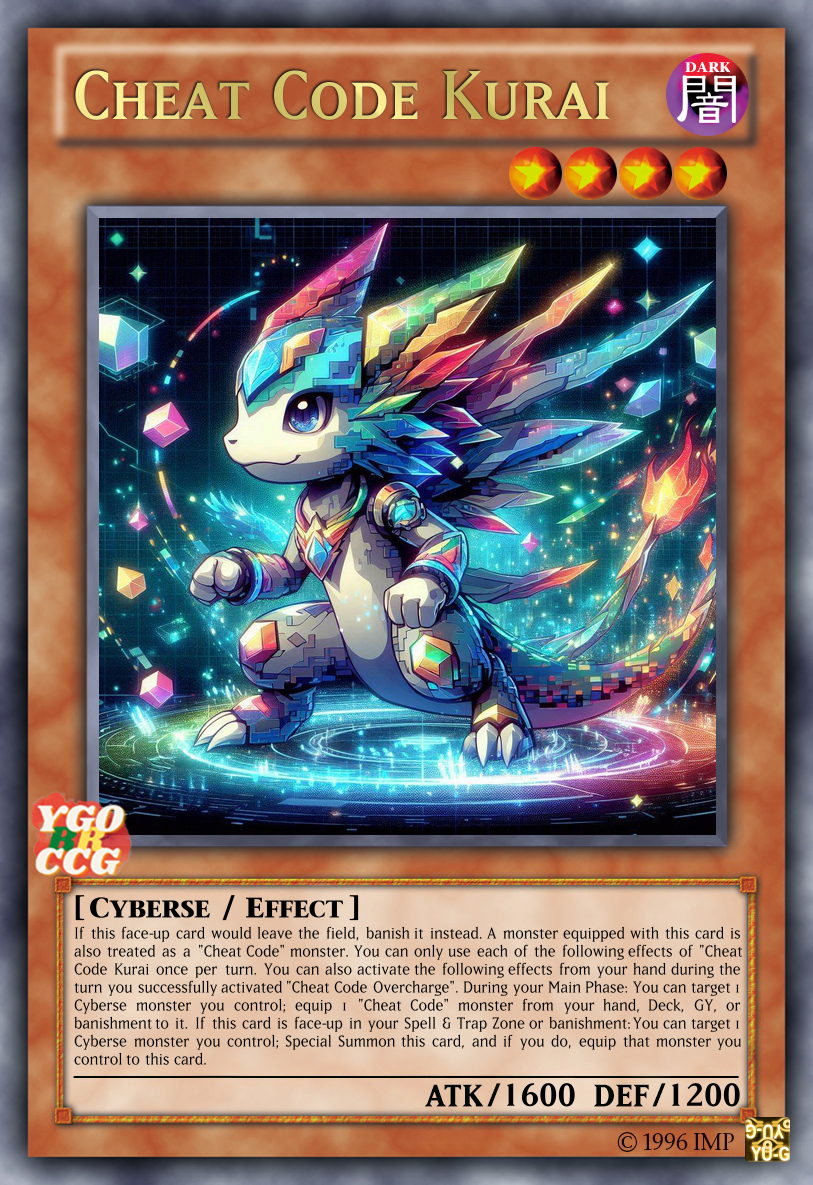 Cheat Code Kurai
DARK
闇
YGO
RR
CCG
[ Cyberse / Effect ]
If this face-up card would leave the field, banish it instead. A monster equipped with this card is
also treated as a "Cheat Code" monster. You can only use each of the following effects of "Cheat
Code Kurai once per turn. You can also activate the following effects from your hand during the
turn you successfully activated "Cheat Code Overcharge". During your Main Phase: You can target 1
Cyberse monster you control; equip 1 "Cheat Code" monster from your hand, Deck, GY, or
banishment to it. If this card is face-up in your Spell & Trap Zone or banishment: You can target 1
Cyberse monster you control; Special Summon this card, and if you do, equip that monster you
control to this card.
ATK/1600 DEF/1200
© 1996 IMP